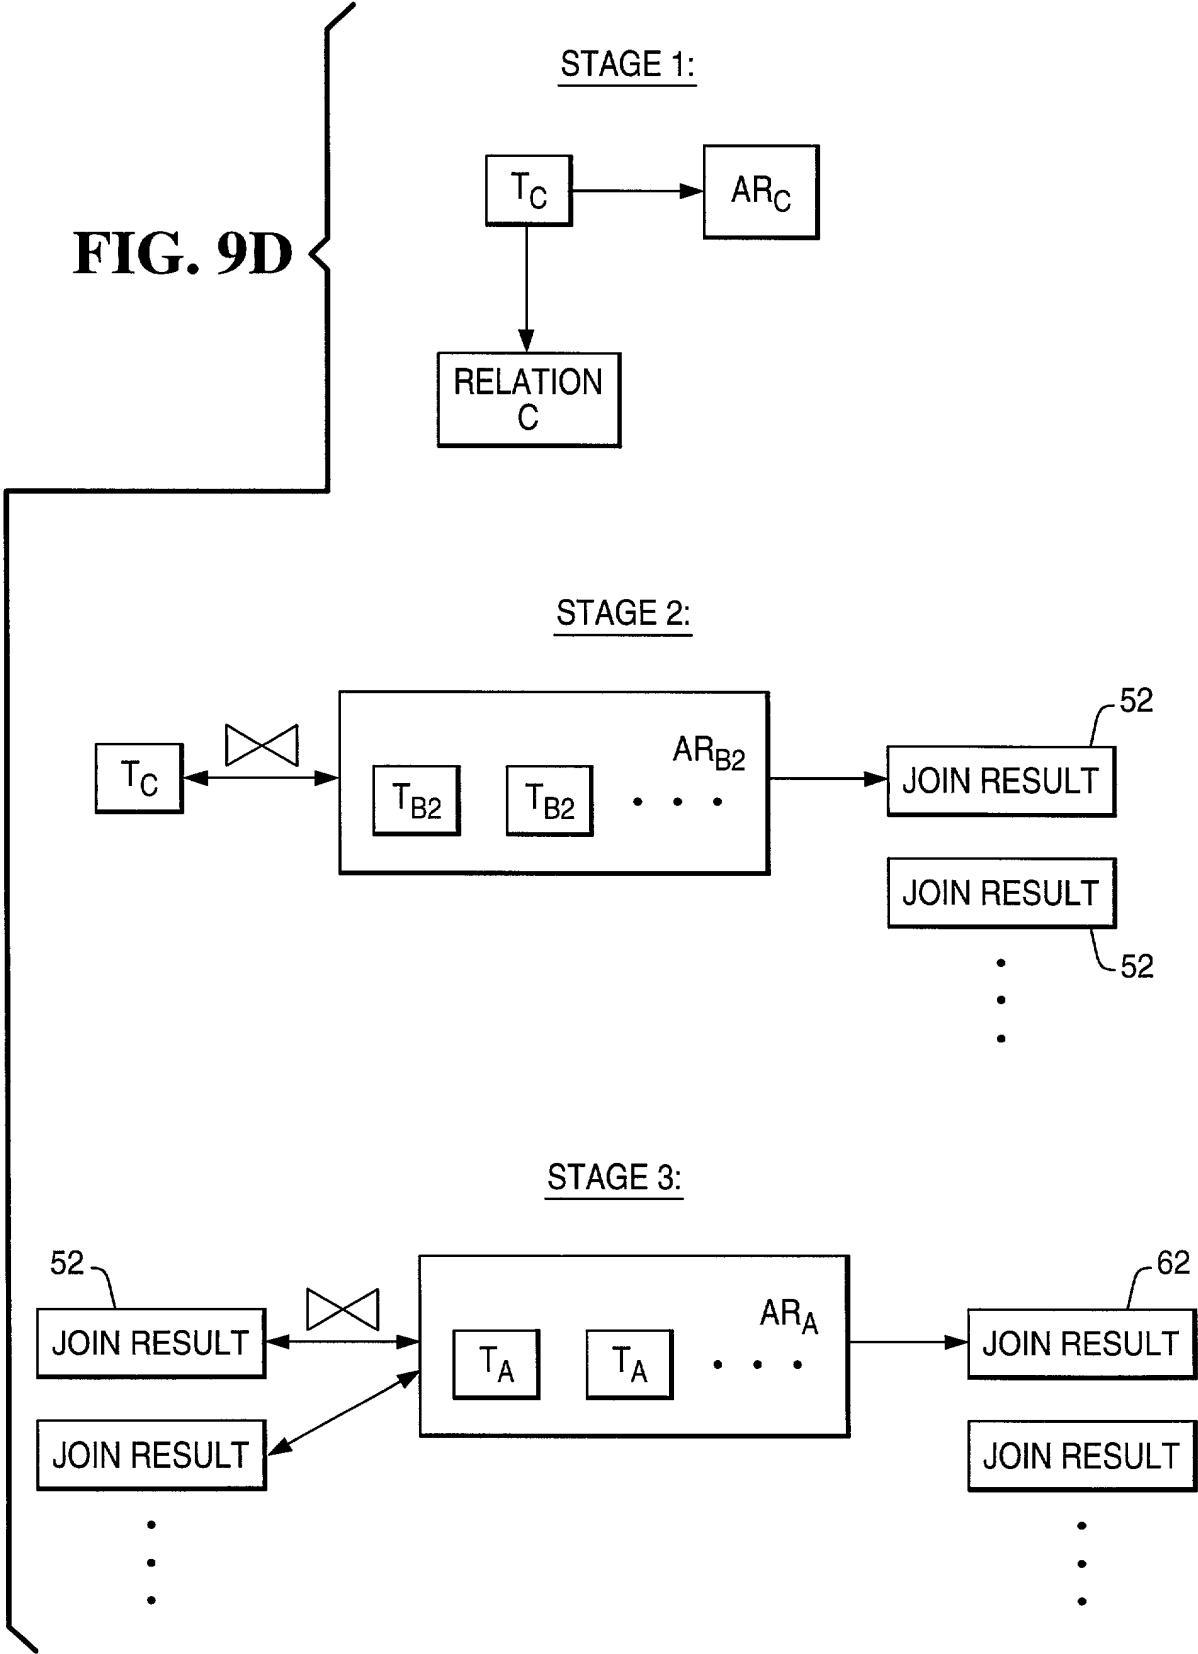 STAGE 1:
T_C
AR_C
FIG. 9D
RELATION
C
STAGE 2:
52
T_C
AR_B2
T_B2
T_B2
JOIN RESULT
JOIN RESULT
52
STAGE 3:
52
62
JOIN RESULT
AR_A
T_A
T_A
JOIN RESULT
JOIN RESULT
JOIN RESULT